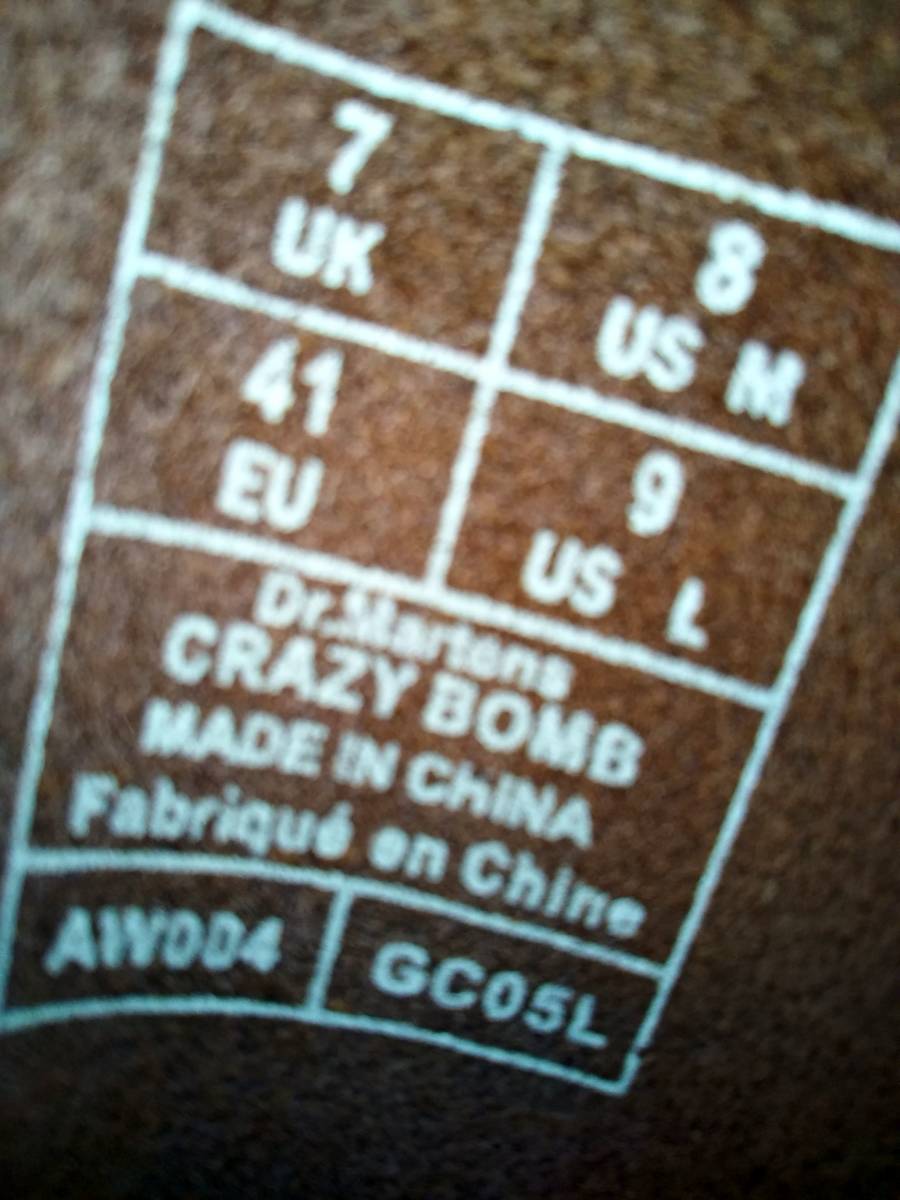 7
UK
8
US M
41
EU
9
US L
Dr.Martens
CRAZY BOMB
MADE IN ChiNA
Fabriqué en Chine
AW004
GC05L